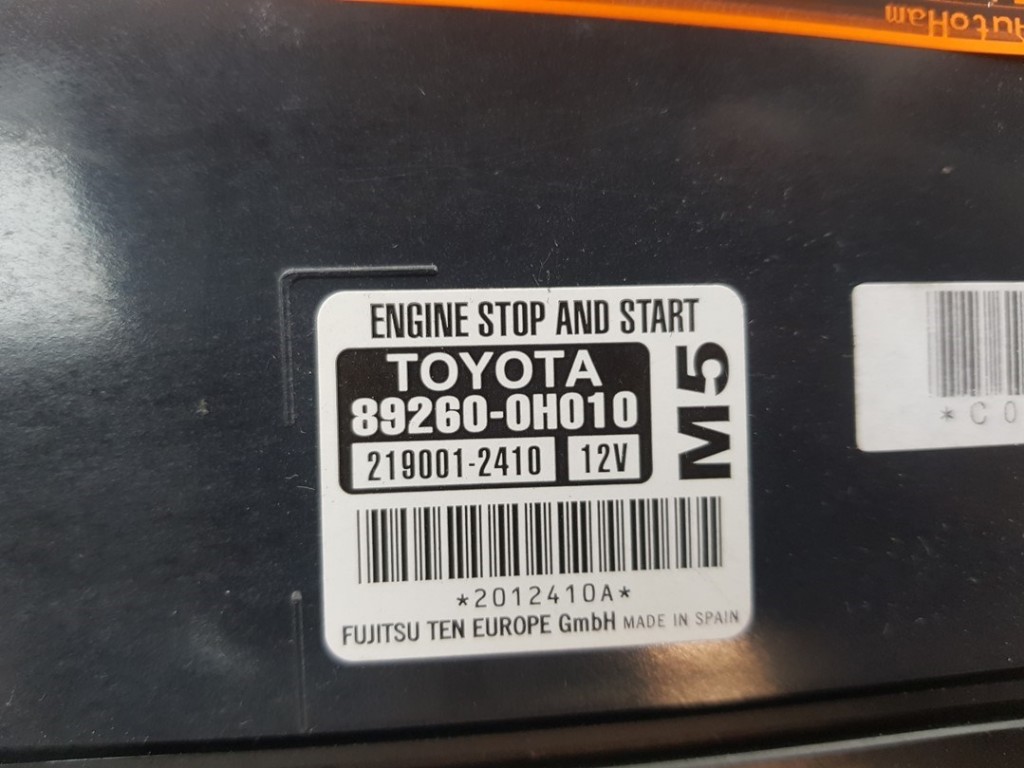 AutoHam
ENGINE STOP AND START
TOYOTA
89260-0H010
219001-2410 12V
M5
*2012410A*
FUJITSU TEN EUROPE GmbH MADE IN SPAIN
*C0